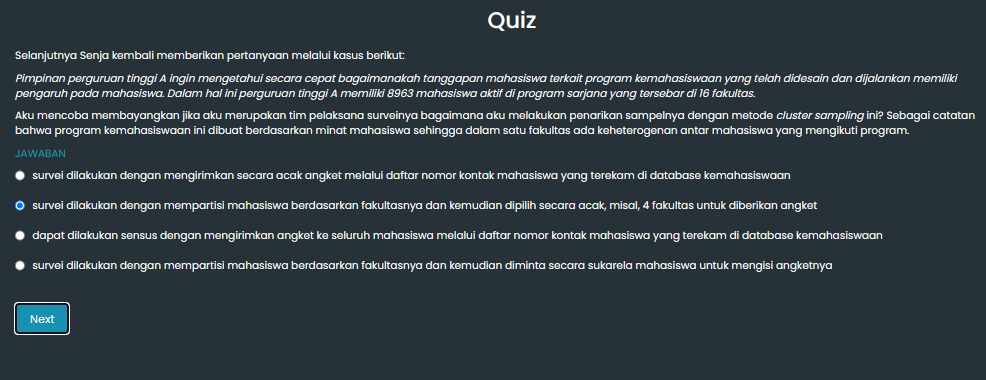 Quiz
Selanjutnya Senja kembali memberikan pertanyaan melalui kasus berikut:
Pimpinan perguruan tinggi A ingin mengetahui secara cepat bagaimanakah tanggapan mahasiswa terkait program kemahasiswaan yang telah didesain dan dijalankan memiliki
pengaruh pada mahasiswa. Dalam hal ini perguruan tinggi A memiliki 8963 mahasiswa aktif di program sarjana yang tersebar di 16 fakultas.
Aku mencoba membayangkan jika aku merupakan tim pelaksana surveinya bagaimana aku melakukan penarikan sampelnya dengan metode cluster sampling ini? Sebagai catatan
bahwa program kemahasiswaan ini dibuat berdasarkan minat mahasiswa sehingga dalam satu fakultas ada keheterogenan antar mahasiswa yang mengikuti program.
JAWABAN
survei dilakukan dengan mengirimkan secara acak angket melalui daftar nomor kontak mahasiswa yang terekam di database kemahasiswaan
survei dilakukan dengan mempartisi mahasiswa berdasarkan fakultasnya dan kemudian dipilih secara acak, misal, 4 fakultas untuk diberikan angket
dapat dilakukan sensus dengan mengirimkan angket ke seluruh mahasiswa melalui daftar nomor kontak mahasiswa yang terekam di database kemahasiswaan
survei dilakukan dengan mempartisi mahasiswa berdasarkan fakultasnya dan kemudian diminta secara sukarela mahasiswa untuk mengisi angketnya
Next